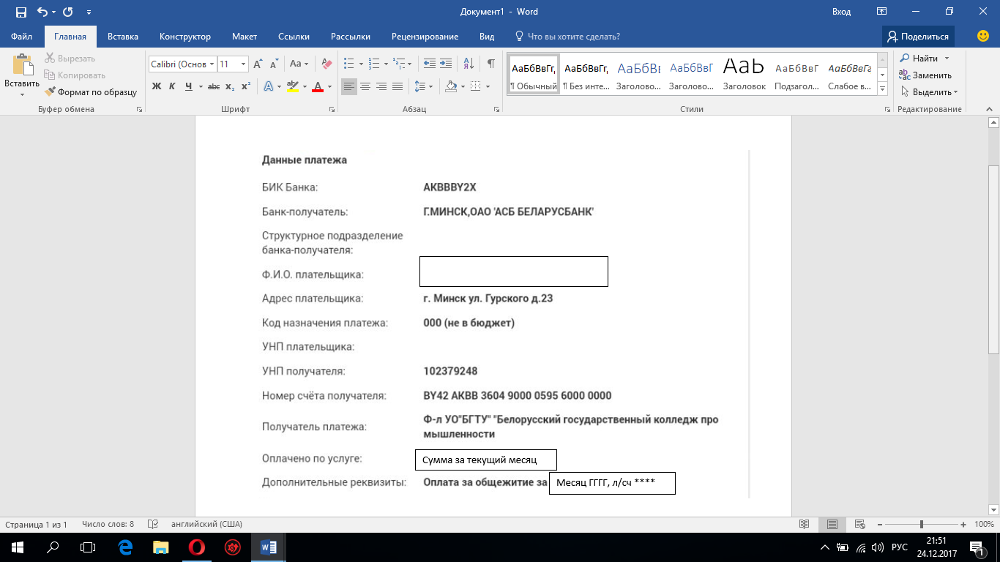 Документ1 - Word
Вход
Файл Главная Вставка Конструктор Макет Ссылки Рассылки Рецензирование Вид Что вы хотите сделать? Поделиться
Вставить
Вырезать
Копировать
Формат по образцу
Буфер обмена
Calibri (Основ 11
Aa
Ж К Ч abc x₂ x² A ab A
Шрифт
Абзац
АаБбВвГг, АаБбВвГг, АаБбВв АаБбВвГ АаЬ АаБбВвГ АаБбВвГг
¶ Обычный ¶ Без инте... Заголово... Заголово... Заголовок Подзагол... Слабое в...
Стили
Найти
Заменить
Выделить
Редактирование
Данные платежа
БИК Банка: AKBBBY2X
Банк-получатель: Г.МИНСК,ОАО 'АСБ БЕЛАРУСБАНК'
Структурное подразделение
банка-получателя:
Ф.И.О. плательщика:
Адрес плательщика: г. Минск ул. Гурского д.23
Код назначения платежа: 000 (не в бюджет)
УНП плательщика:
УНП получателя: 102379248
Номер счёта получателя: BY42 AKBB 3604 9000 0595 6000 0000
Получатель платежа: Ф-л УО"БГТУ" "Белорусский государственный колледж про
мышленности
Оплачено по услуге: Сумма за текущий месяц
Дополнительные реквизиты: Оплата за общежитие за Месяц ГГГГ, л/сч ****
Страница 1 из 1 Число слов: 8 английский (США) 100%
РУС
21:51
24.12.2017
1